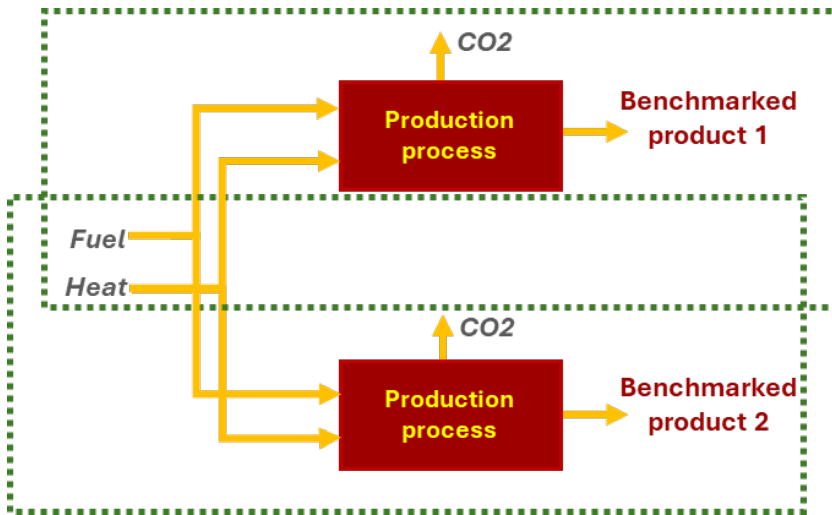 CO2
Production
process
Benchmarked
product 1
Fuel
Heat
CO2
Production
process
Benchmarked
product 2